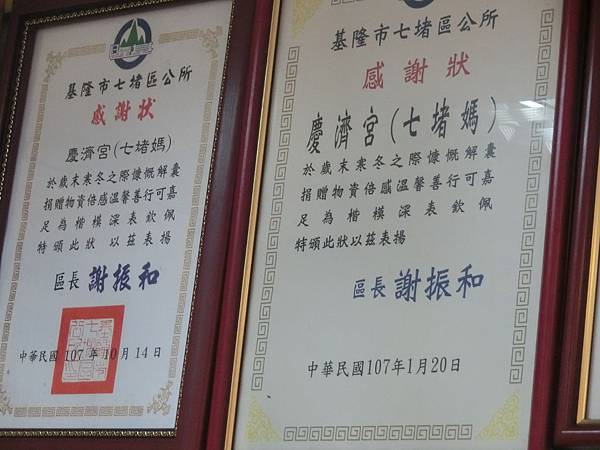 基隆市七堵區公所
感謝狀
慶濟宮(七堵媽)
於歲末寒冬之際慷慨解囊
捐贈物資倍感溫馨善行可嘉
足為楷模深表欽佩
特頒此狀以茲表揚
區長 謝振和
中華民國107年10月14日
基隆市七堵區公所
感謝狀
慶濟宮(七堵媽)
於歲末寒冬之際慷慨解囊
捐贈物資倍感溫馨善行可嘉
足為楷模深表欽佩
特頒此狀以茲表揚
區長 謝振和
中華民國107年1月20日